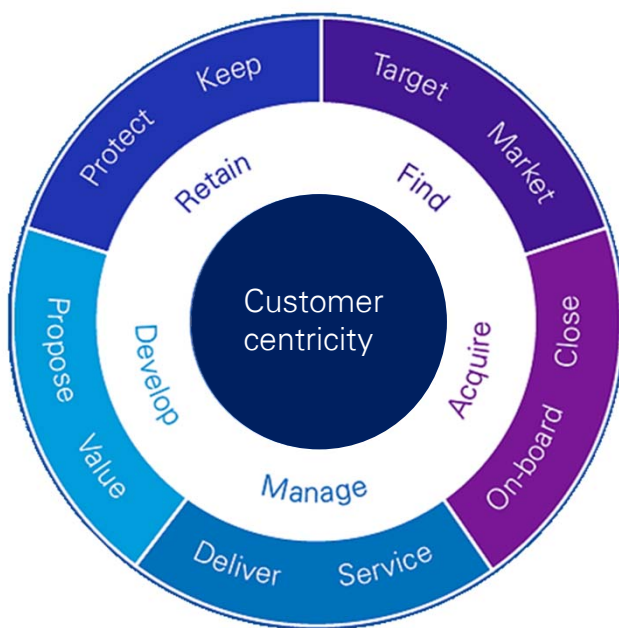 Customer
centricity
Find
Acquire
Manage
Develop
Retain
Target
Market
Close
On-board
Service
Deliver
Value
Propose
Protect
Keep